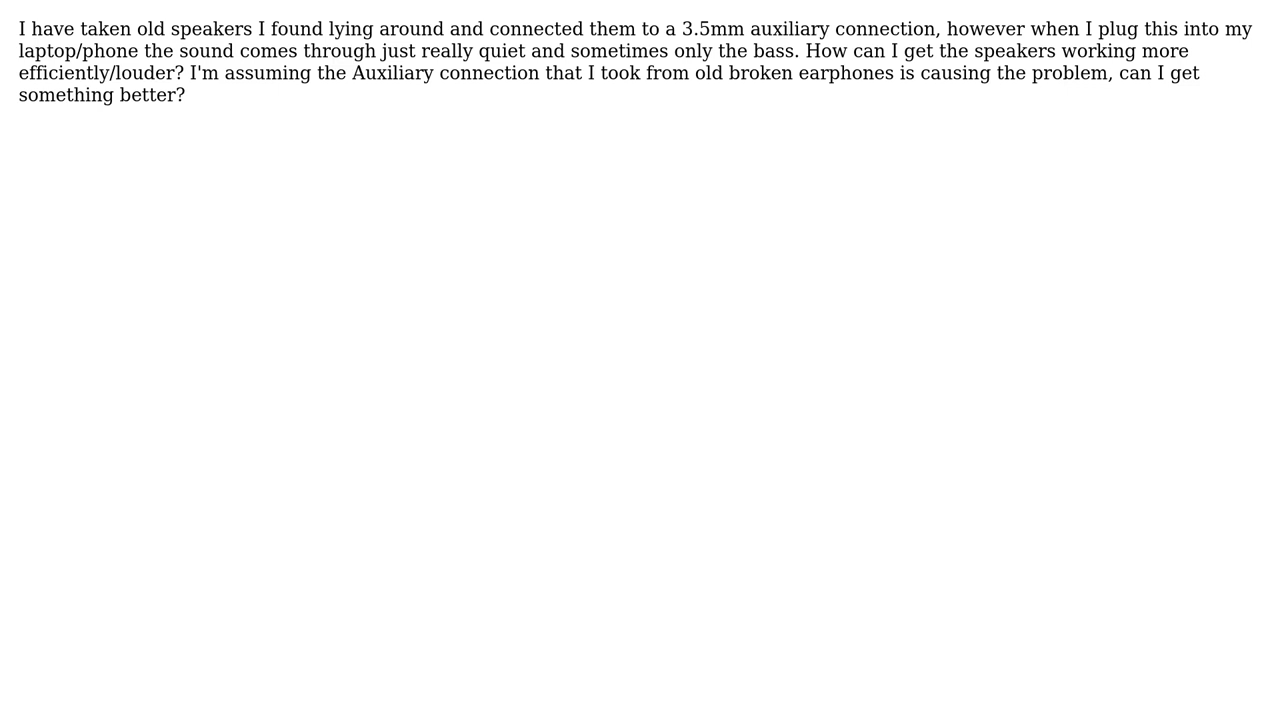 I have taken old speakers I found lying around and connected them to a 3.5mm auxiliary connection, however when I plug this into my
laptop/phone the sound comes through just really quiet and sometimes only the bass. How can I get the speakers working more
efficiently/louder? I'm assuming the Auxiliary connection that I took from old broken earphones is causing the problem, can I get
something better?